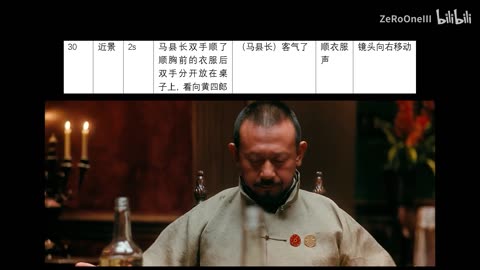 ZeRoOneIII bilibili
30 近景 2s 马县长双手顺了 （马县长）客气了 顺衣服 镜头向右移动
顺胸前的衣服后 声
双手分开放在桌
子上，看向黄四郎